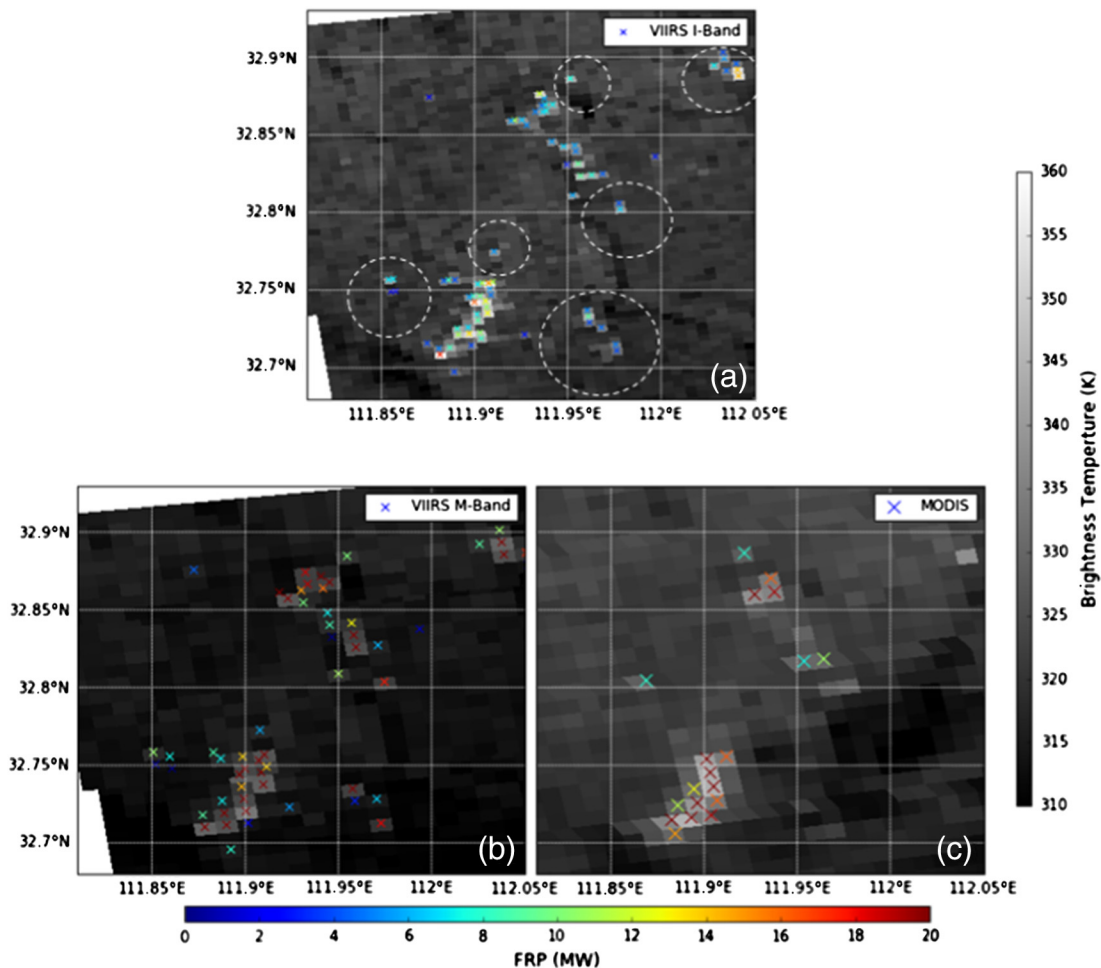 VIIRS I-Band
32.9°N
32.85°N
32.8°N
32.75°N
32.7°N
(a)
111.85°E 111.9°E 111.95°E 112°E 112 05°E
360
355
350
345
340
335
330
325
320
315
310
Brightness Temperture (K)
VIIRS M-Band
32.9°N
32.85°N
32.8°N
32.75°N
32.7°N
(b)
111.85°E 111.9°E 111.95°E 112°E 112.05°E
MODIS
(c)
111.85°E 111.9°E 111.95°E 112°E 112.05°E
0 2 4 6 8 10 12 14 16 18 20
FRP (MW)